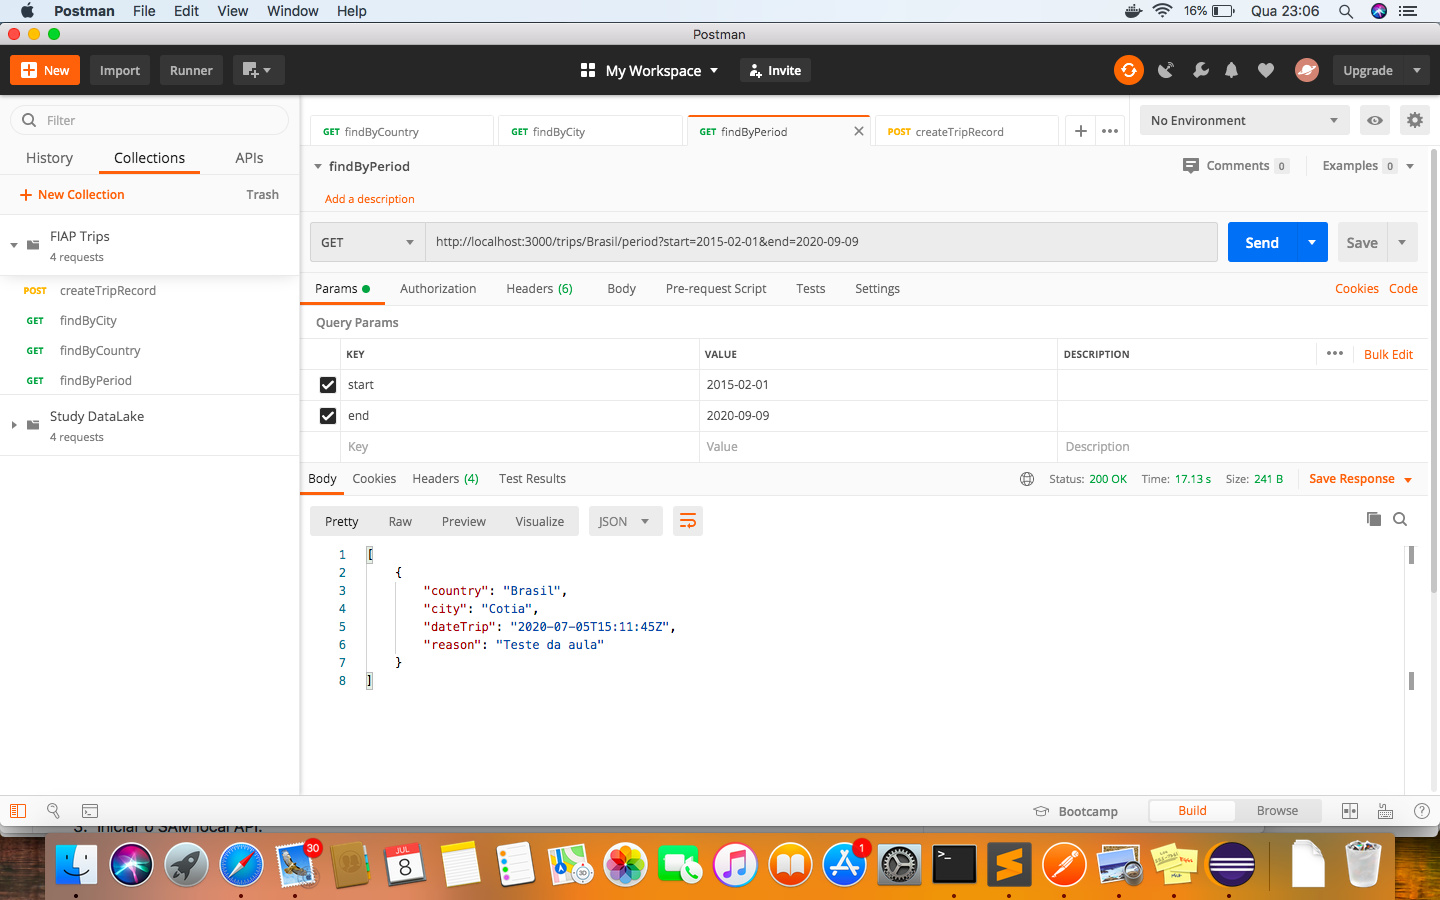 Postman File Edit View Window Help 16% Qua 23:06
Postman
New Import Runner My Workspace Invite Upgrade
Filter
History Collections APIs
New Collection Trash
FIAP Trips
4 requests
POST createTripRecord
GET findByCity
GET findByCountry
GET findByPeriod
Study DataLake
4 requests
GET findByCountry GET findByCity GET findByPeriod POST createTripRecord No Environment
findByPeriod Comments 0 Examples 0
Add a description
GET http://localhost:3000/trips/Brasil/period?start=2015-02-01&end=2020-09-09 Send Save
Params Authorization Headers (6) Body Pre-request Script Tests Settings Cookies Code
Query Params
KEY VALUE DESCRIPTION Bulk Edit
start 2015-02-01
end 2020-09-09
Key Value Description
Body Cookies Headers (4) Test Results Status: 200 OK Time: 17.13 s Size: 241 B Save Response
Pretty Raw Preview Visualize JSON
1 [
2 {
3 "country": "Brasil",
4 "city": "Cotia",
5 "dateTrip": "2020-07-05T15:11:45Z",
6 "reason": "Teste da aula"
7 }
8 ]
Bootcamp Build Browse
3. Iniciar o SAM local API:
30 JUL 8 3D 1